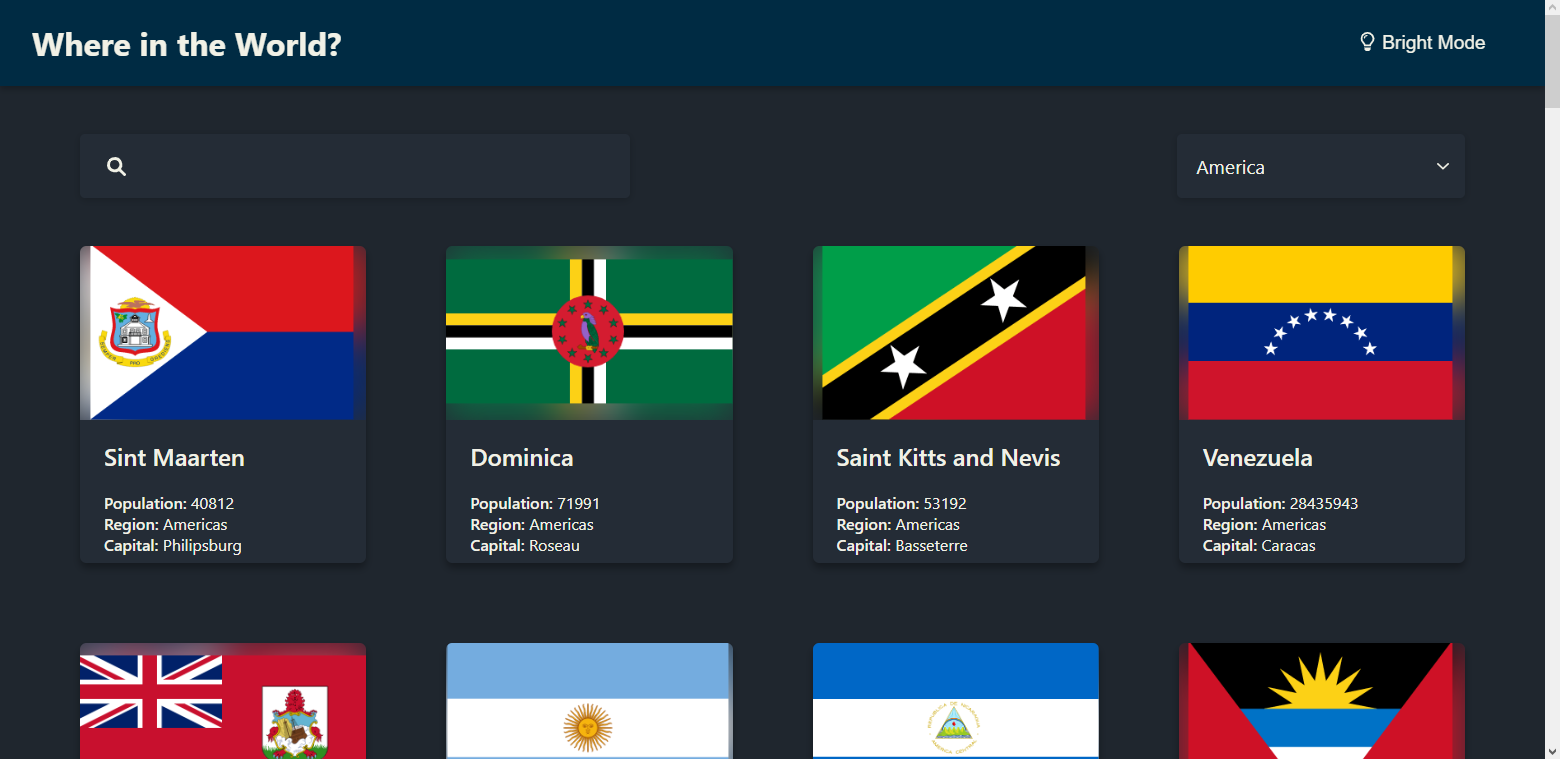 Where in the World?
Bright Mode
America
Sint Maarten
Population: 40812
Region: Americas
Capital: Philipsburg
Dominica
Population: 71991
Region: Americas
Capital: Roseau
Saint Kitts and Nevis
Population: 53192
Region: Americas
Capital: Basseterre
Venezuela
Population: 28435943
Region: Americas
Capital: Caracas